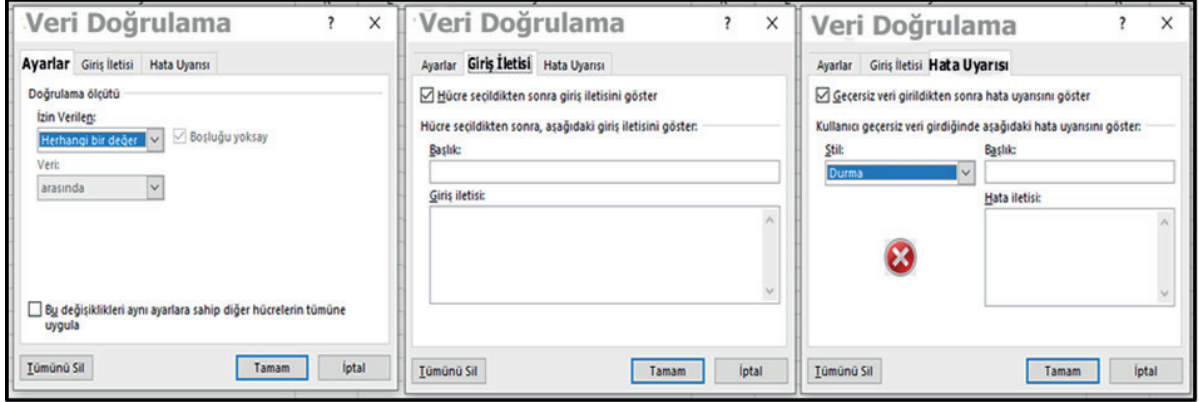 Veri Doğrulama ? X
Ayarlar Giriş İletisi Hata Uyarısı
Doğrulama ölçütü
İzin Verilen:
Herhangi bir değer Boşluğu yoksay
Veri:
arasında
Bu değişiklikleri aynı ayarlara sahip diğer hücrelerin tümüne
uygula
Tümünü Sil Tamam İptal
Veri Doğrulama ? X
Ayarlar Giriş İletisi Hata Uyarısı
Hücre seçildikten sonra giriş iletisini göster
Hücre seçildikten sonra, aşağıdaki giriş iletisini göster:
Başlık:
Giriş iletisi:
Tümünü Sil Tamam İptal
Veri Doğrulama ? X
Ayarlar Giriş İletisi Hata Uyarısı
Geçersiz veri girildikten sonra hata uyarısını göster
Kullanıcı geçersiz veri girdiğinde aşağıdaki hata uyarısını göster:
Stil: Başlık:
Durma
Hata iletisi:
Tümünü Sil Tamam İptal